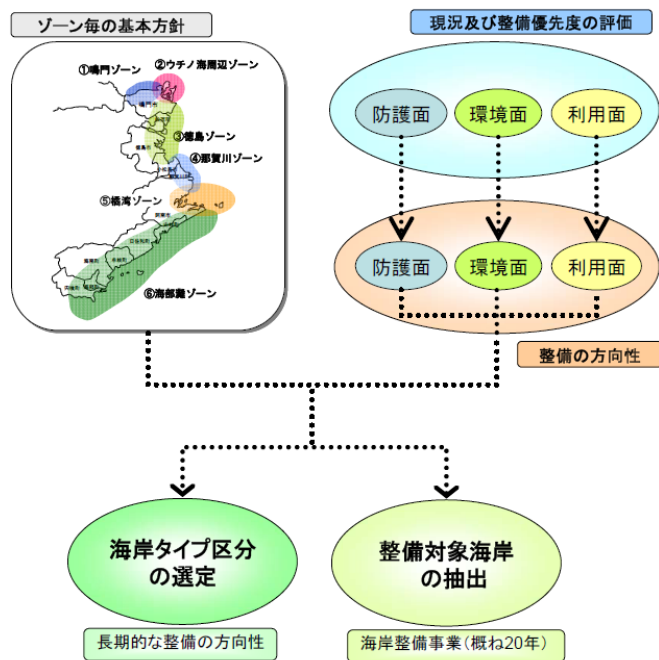 ゾーン毎の基本方針
現況及び整備優先度の評価
①鳴門ゾーン
②ウチノ海周辺ゾーン
鳴門市
③徳島ゾーン
徳島市
④那賀川ゾーン
⑤橘湾ゾーン
⑥海部灘ゾーン
防護面
環境面
利用面
防護面
環境面
利用面
整備の方向性
海岸タイプ区分
の選定
長期的な整備の方向性
整備対象海岸
の抽出
海岸整備事業(概ね20年)